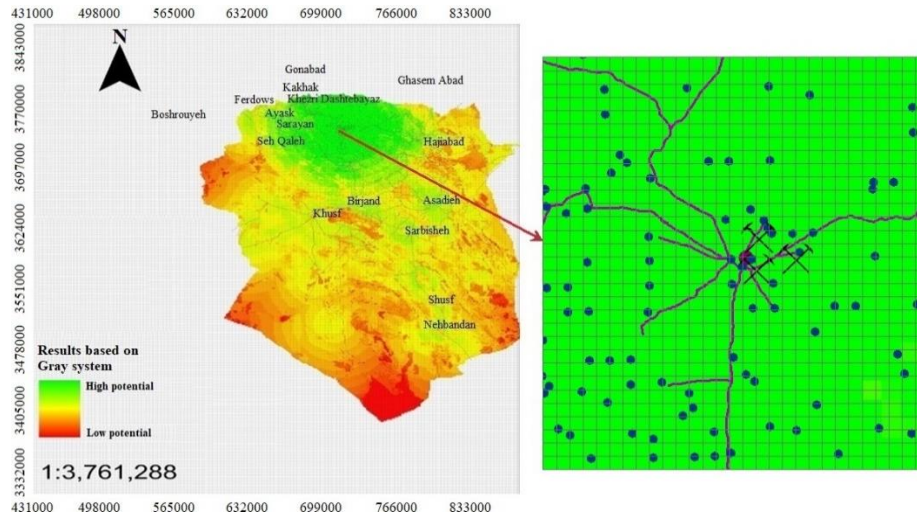 431000 498000 565000 632000 699000 766000 833000
3843000
3770000
3697000
3624000
3551000
3478000
3405000
3332000
N
Gonabad
Kakhak
Ghasem Abad
Ferdows
Khezri Dashtebayaz
Boshrouyeh
Ayask
Sarayan
Seh Qaleh
Hajiabad
Birjand
Asadieh
Khusf
Sarbisheh
Shusf
Nehbandan
Results based on
Gray system
High potential
Low potential
1:3,761,288
431000 498000 565000 632000 699000 766000 833000